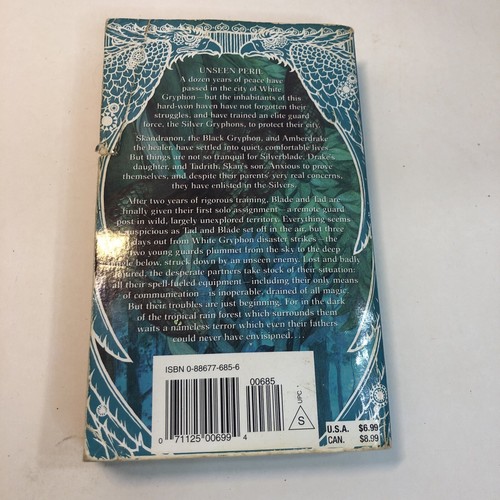 UNSEEN PERIL
A dozen years of peace have
passed in the city of White
Gryphon—but the inhabitants of this
hard-won haven have not forgotten their
struggles, and have trained an elite guard
force, the Silver Gryphons, to protect their city.
Skandranon, the Black Gryphon, and Amberdrake
the healer, have settled into quiet, comfortable lives.
But things are not so tranquil for Silverblade, Drake's
daughter, and Tadrith, Skan's son. Anxious to prove
themselves, and despite their parents' very real concerns,
they have enlisted in the Silvers.
After two years of rigorous training, Blade and Tad are
finally given their first solo assignment—a remote guard
post in wild, largely unexplored territory. Everything seems
auspicious as Tad and Blade set off in the air, but three
days out from White Gryphon disaster strikes—the
two young guards plummet from the sky to the deep
below, struck down by an unseen enemy. Lost and badly
injured, the desperate partners take stock of their situation:
all their spell-fueled equipment—including their only means
of communication—is inoperable, drained of all magic.
But their troubles are just beginning. For in the dark
of the tropical rain forest which surrounds them
waits a nameless terror which even their fathers
could never have envisioned....
ISBN 0-88677-685-6
00685
0 71125 00699 4
S UPC
U.S.A. $6.99
CAN. $8.99